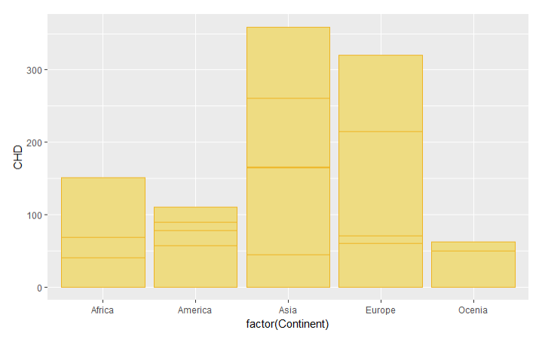 CHD
300
200
100
0
Africa America Asia Europe Ocenia
factor(Continent)